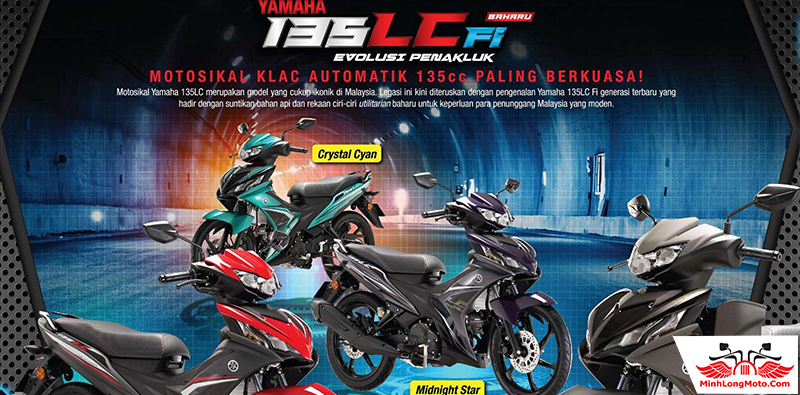 YAMAHA
135LC Fi
BAHARU
EVOLUSI PENAKLUK
MOTOSIKAL KLAC AUTOMATIK 135cc PALING BERKUASA!
Motosikal Yamaha 135LC merupakan model yang cukup ikonik di Malaysia. Legasi ini kini diteruskan dengan pengenalan Yamaha 135LC Fi generasi terbaru yang
hadir dengan suntikan bahan api dan rekaan ciri-ciri utilitarian baharu untuk keperluan para penunggang Malaysia yang moden.
Crystal Cyan
Midnight Star
MinhLongMoto.Com